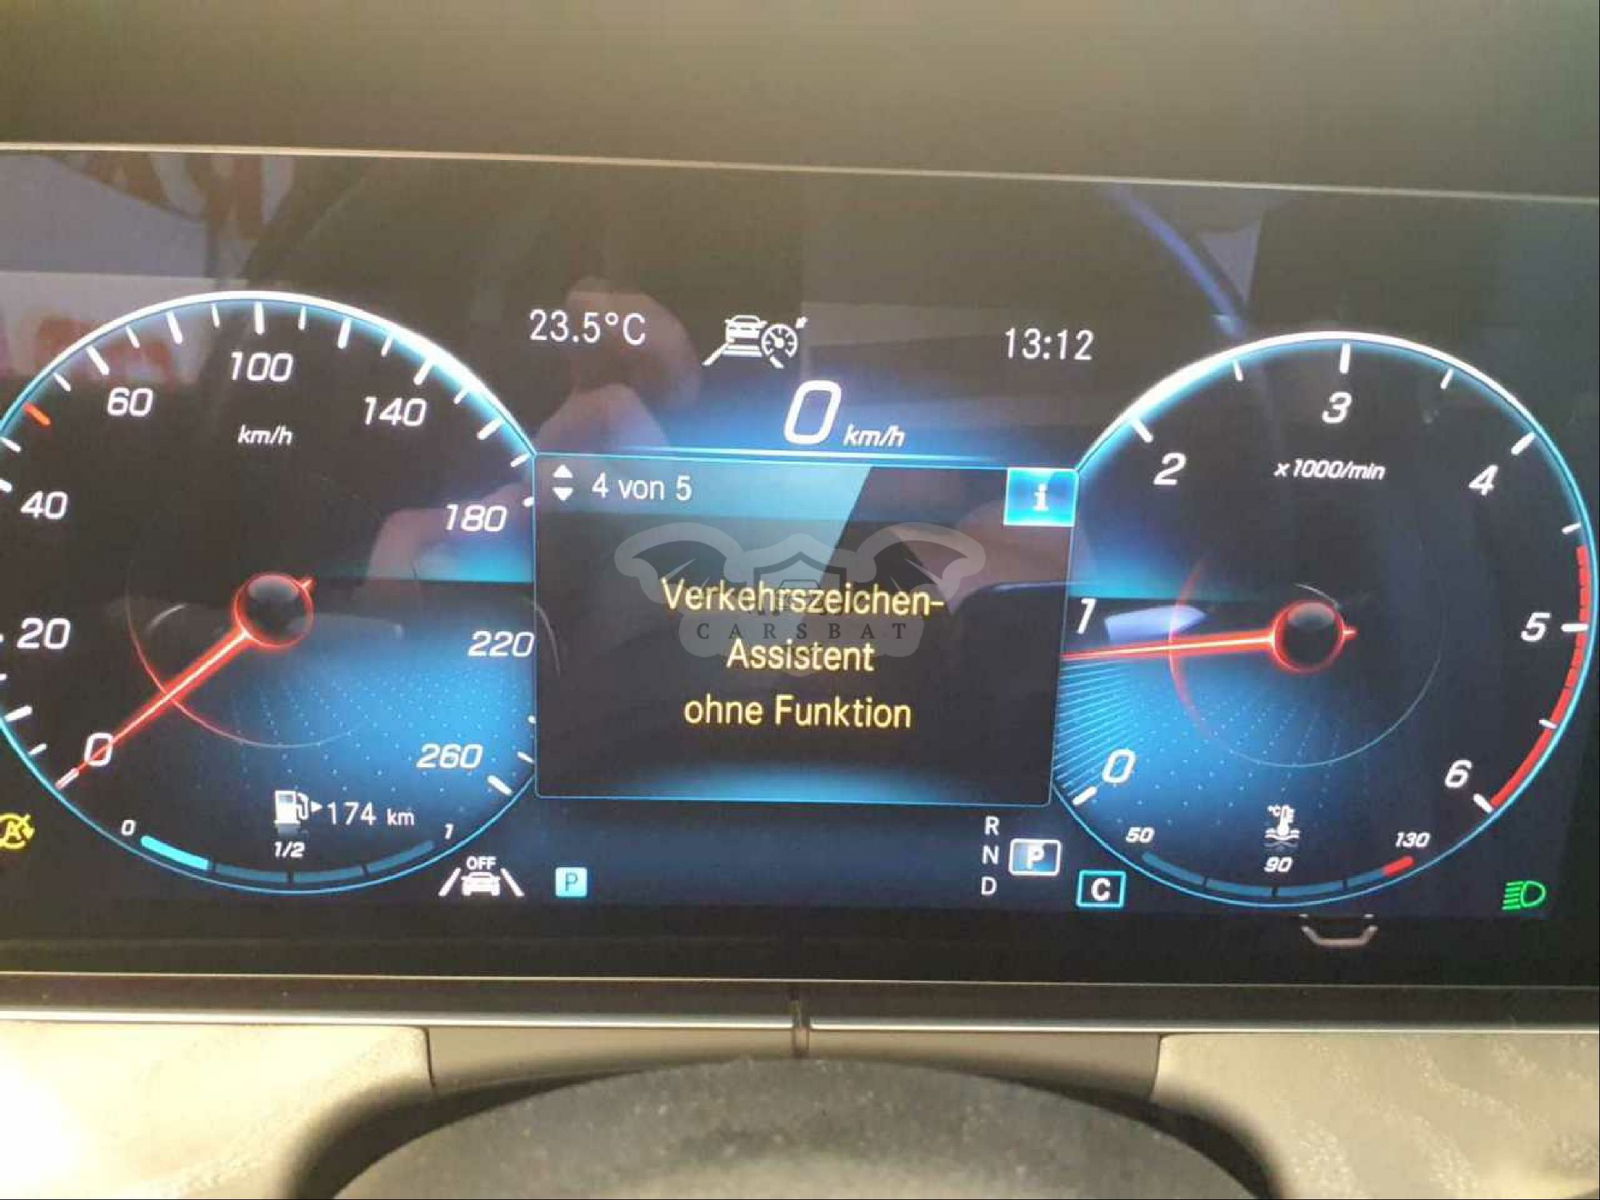 23.5°C
13:12
0 km/h
60
100
140
km/h
40
180
20
220
0
260
174 km
0
1/2
1
OFF
P
4 von 5
i
Verkehrszeichen-
CARSBAT
Assistent
ohne Funktion
R
N
P
D
C
3
2
4
x1000/min
1
5
0
6
°C
50
90
130
A